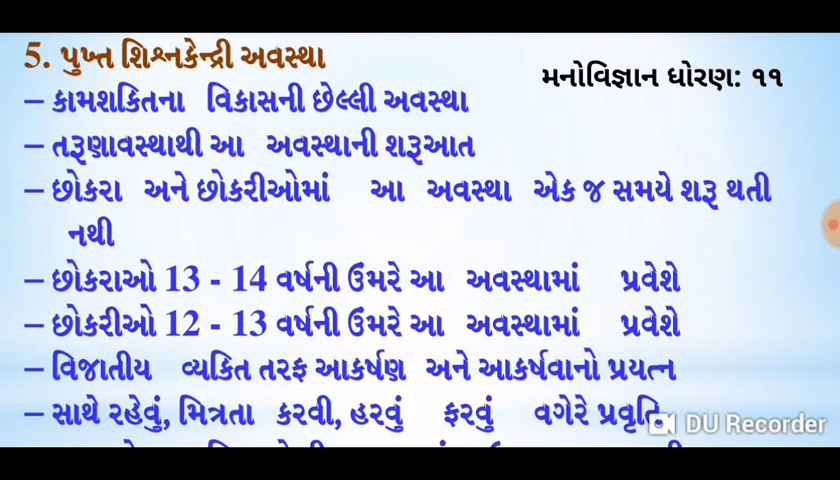 5. પુખ્ત શિશ્નકેન્દ્રી અવસ્થા
મનોવિજ્ઞાન ધોરણ: ૧૧
– કામશક્તિના વિકાસની છેલ્લી અવસ્થા
– તરૂણાવસ્થાથી આ અવસ્થાની શરૂઆત
– છોકરા અને છોકરીઓમાં આ અવસ્થા એક જ સમયે શરૂ થતી
નથી
– છોકરાઓ 13 - 14 વર્ષની ઉંમરે આ અવસ્થામાં પ્રવેશે
– છોકરીઓ 12 - 13 વર્ષની ઉંમરે આ અવસ્થામાં પ્રવેશે
– વિજાતીય વ્યકિત તરફ આકર્ષણ અને આકર્ષવાનો પ્રયત્ન
– સાથે રહેવું, મિત્રતા કરવી, હરવું ફરવું વગેરે પ્રવૃતિ
DU Recorder